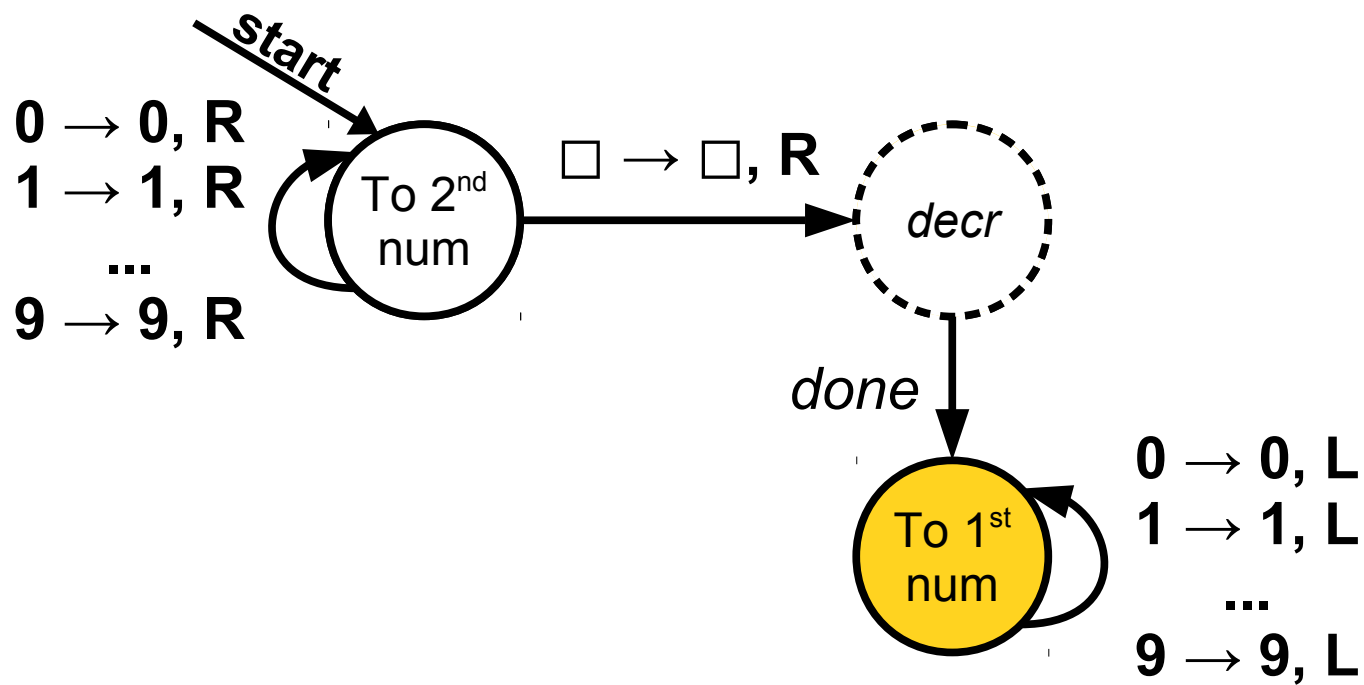 start
0 → 0, R
1 → 1, R
...
9 → 9, R
To 2nd
num
□ → □, R
decr
done
To 1st
num
0 → 0, L
1 → 1, L
...
9 → 9, L